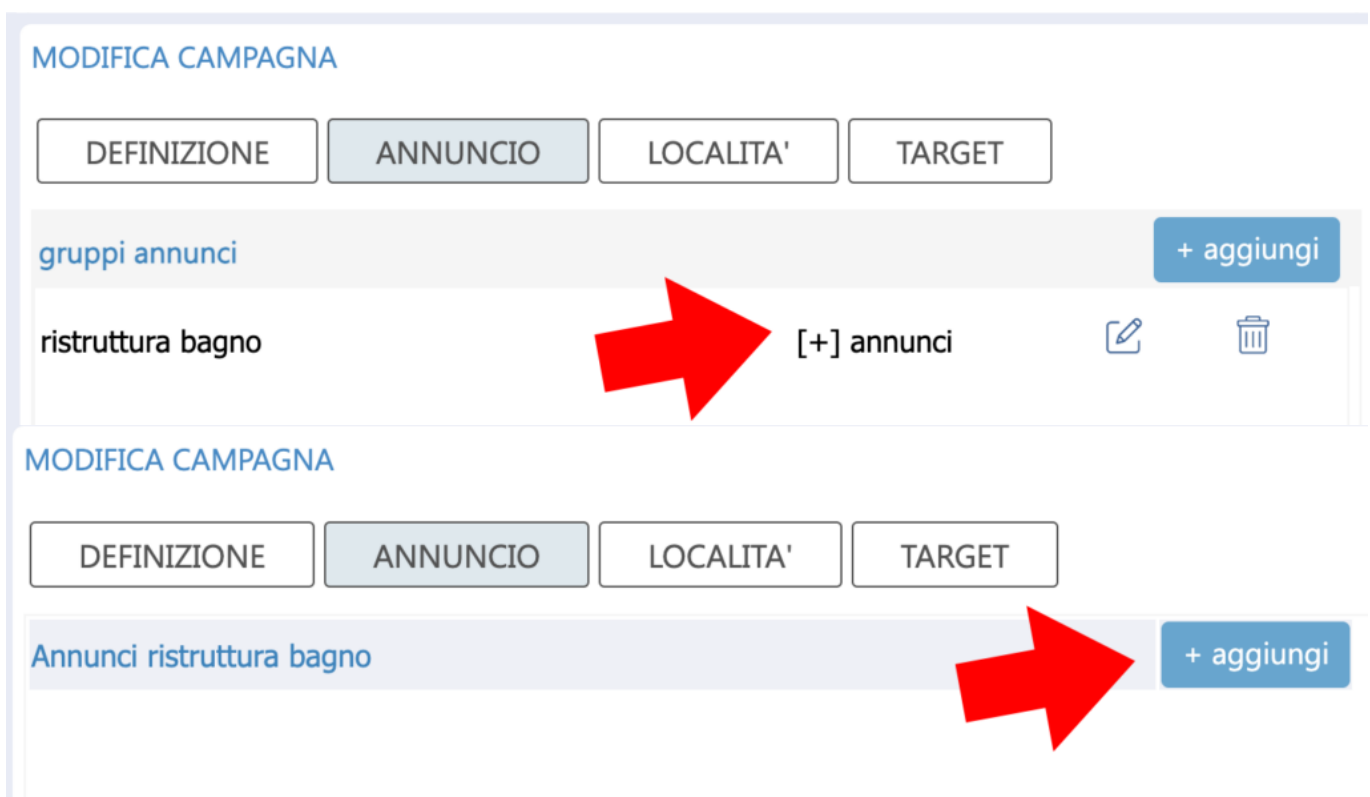 MODIFICA CAMPAGNA
DEFINIZIONE ANNUNCIO LOCALITA' TARGET
gruppi annunci + aggiungi
ristruttura bagno [+] annunci
MODIFICA CAMPAGNA
DEFINIZIONE ANNUNCIO LOCALITA' TARGET
Annunci ristruttura bagno + aggiungi